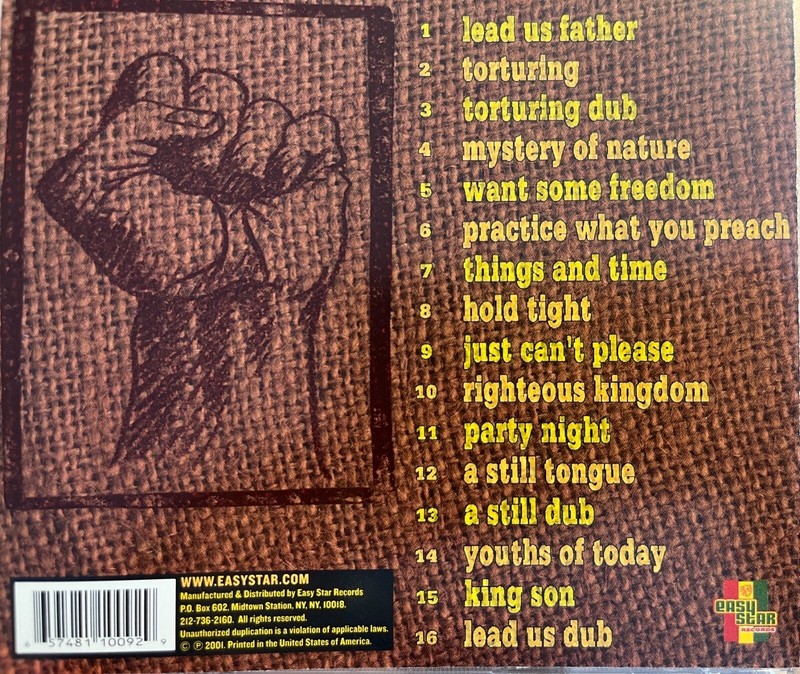 1 lead us father
2 torturing
3 torturing dub
4 mystery of nature
5 want some freedom
6 practice what you preach
7 things and time
8 hold tight
9 just can't please
10 righteous kingdom
11 party night
12 a still tongue
13 a still dub
14 youths of today
15 king son
16 lead us dub
WWW.EASYSTAR.COM
Manufactured & Distributed by Easy Star Records
P.O. Box 602, Midtown Station, NY, NY, 10018.
212-736-2160. All rights reserved.
Unauthorized duplication is a violation of applicable laws.
© ℗ 2001. Printed in the United States of America.
6 57481 10092 9
easy
star
RECORDS